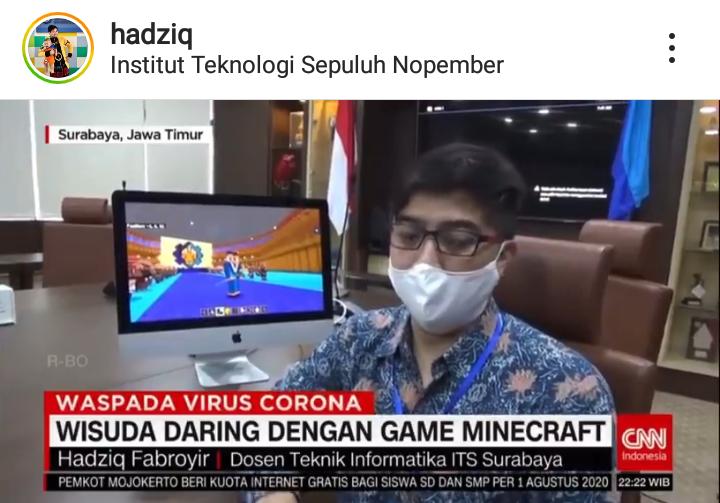 hadziq
Institut Teknologi Sepuluh Nopember
Surabaya, Jawa Timur
R-BO
WASPADA VIRUS CORONA
WISUDA DARING DENGAN GAME MINECRAFT
Hadziq Fabroyir | Dosen Teknik Informatika ITS Surabaya
CNN
Indonesia
PEMKOT MOJOKERTO BERI KUOTA INTERNET GRATIS BAGI SISWA SD DAN SMP PER 1 AGUSTUS 2020
22:22 WIB